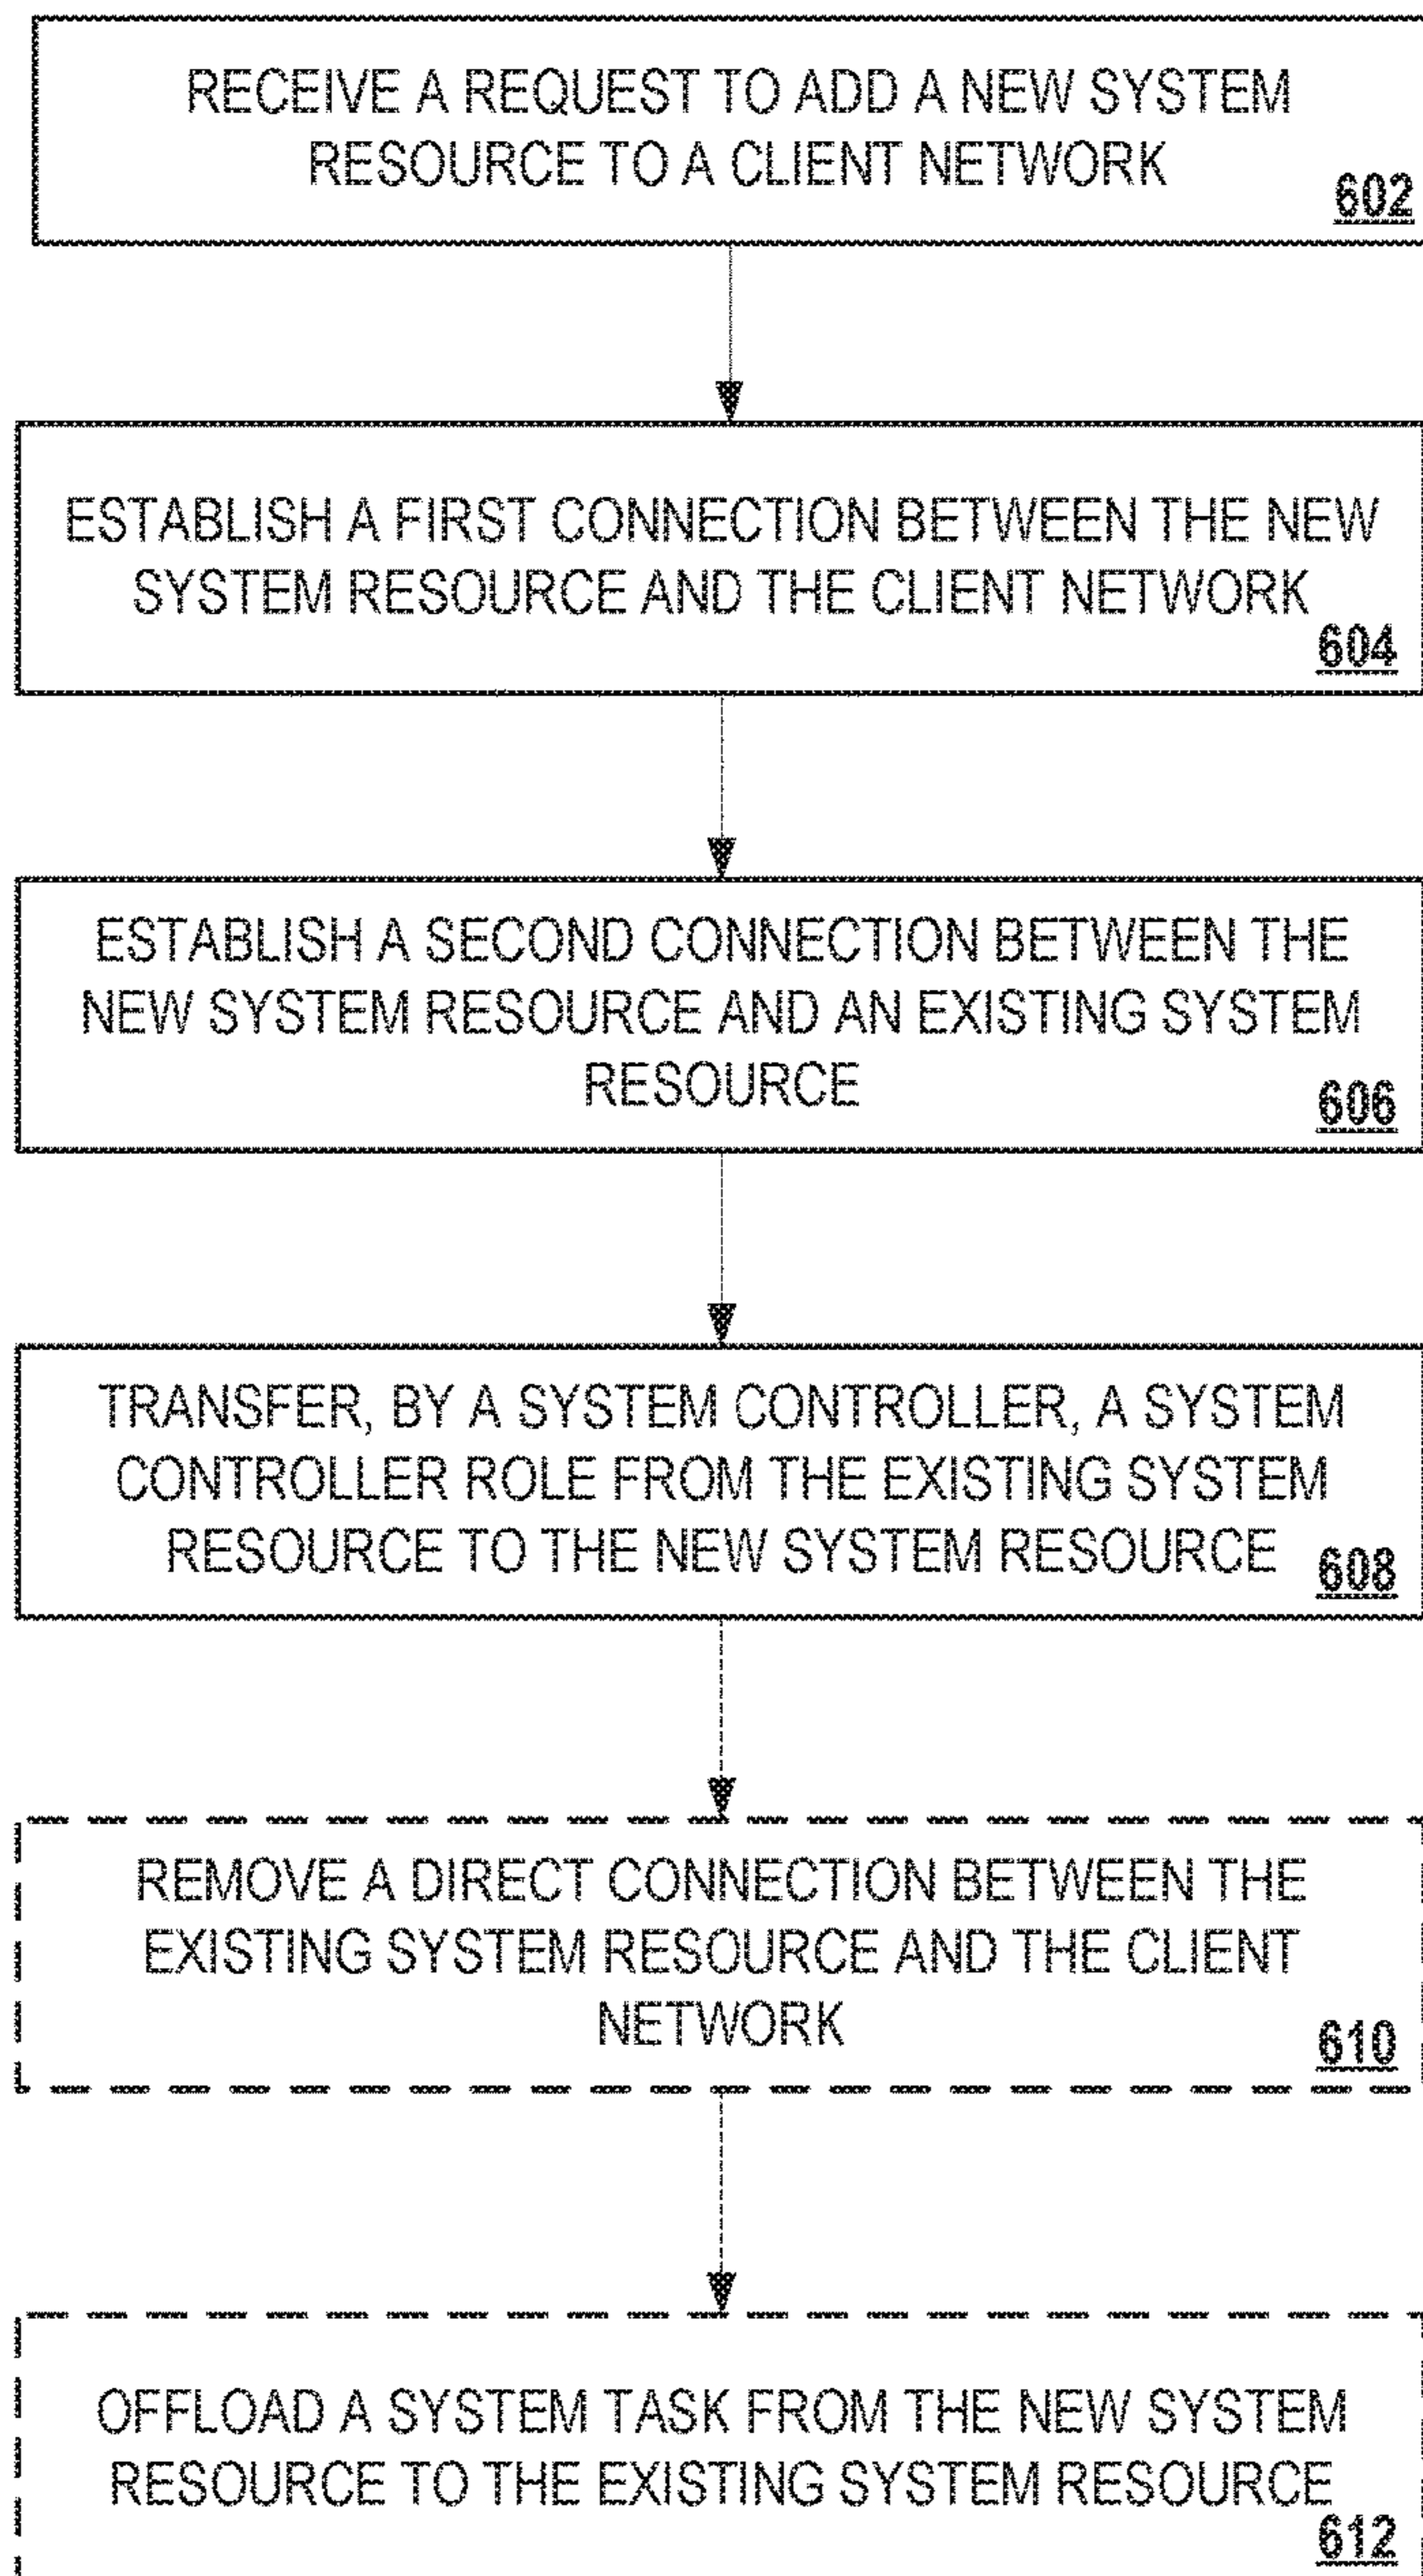 RECEIVE A REQUEST TO ADD A NEW SYSTEM
RESOURCE TO A CLIENT NETWORK
602
ESTABLISH A FIRST CONNECTION BETWEEN THE NEW
SYSTEM RESOURCE AND THE CLIENT NETWORK
604
ESTABLISH A SECOND CONNECTION BETWEEN THE
NEW SYSTEM RESOURCE AND AN EXISTING SYSTEM
RESOURCE
606
TRANSFER, BY A SYSTEM CONTROLLER, A SYSTEM
CONTROLLER ROLE FROM THE EXISTING SYSTEM
RESOURCE TO THE NEW SYSTEM RESOURCE
608
REMOVE A DIRECT CONNECTION BETWEEN THE
EXISTING SYSTEM RESOURCE AND THE CLIENT
NETWORK
610
OFFLOAD A SYSTEM TASK FROM THE NEW SYSTEM
RESOURCE TO THE EXISTING SYSTEM RESOURCE
612